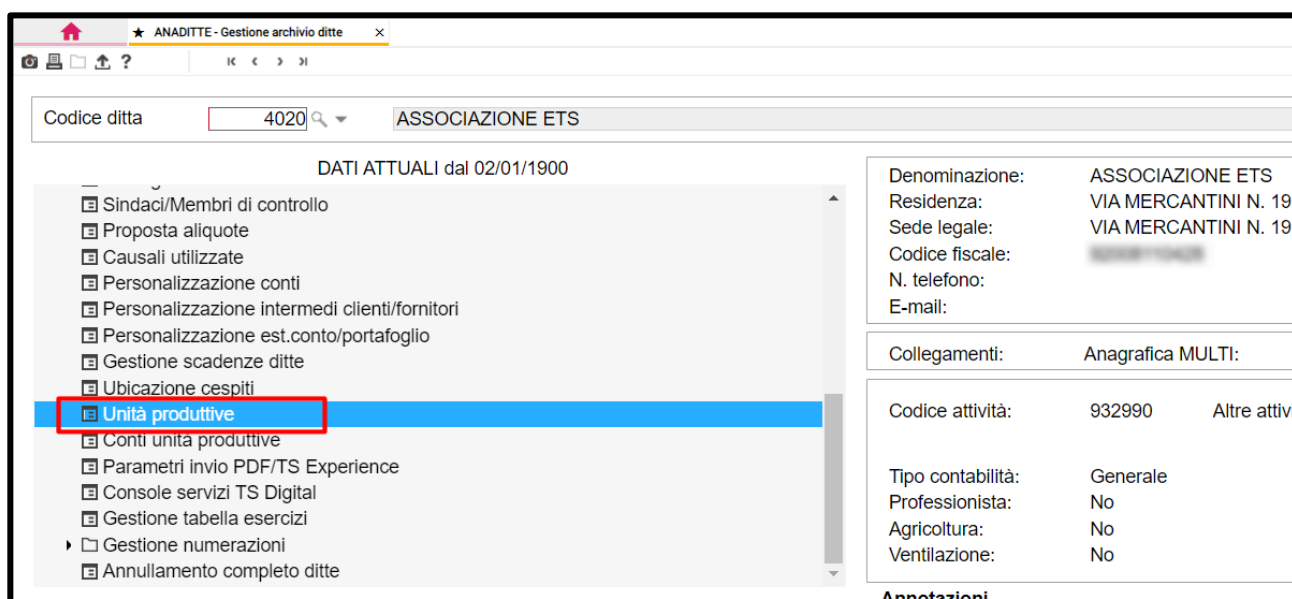 ★ ANADITTE - Gestione archivio ditte ×
?
Codice ditta 4020 ASSOCIAZIONE ETS
DATI ATTUALI dal 02/01/1900
Sindaci/Membri di controllo
Proposta aliquote
Causali utilizzate
Personalizzazione conti
Personalizzazione intermedi clienti/fornitori
Personalizzazione est.conto/portafoglio
Gestione scadenze ditte
Ubicazione cespiti
Unità produttive
Conti unità produttive
Parametri invio PDF/TS Experience
Console servizi TS Digital
Gestione tabella esercizi
Gestione numerazioni
Annullamento completo ditte
Denominazione: ASSOCIAZIONE ETS
Residenza: VIA MERCANTINI N. 19
Sede legale: VIA MERCANTINI N. 19
Codice fiscale:
N. telefono:
E-mail:
Collegamenti: Anagrafica MULTI:
Codice attività: 932990 Altre attiv
Tipo contabilità: Generale
Professionista: No
Agricoltura: No
Ventilazione: No
Annotazioni